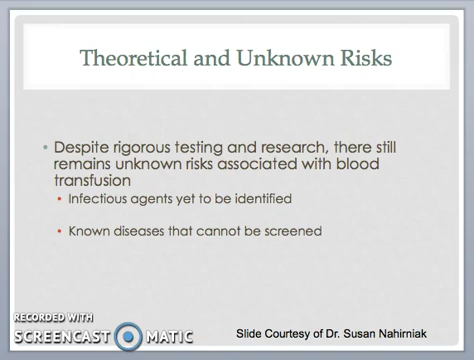 Theoretical and Unknown Risks
• Despite rigorous testing and research, there still
remains unknown risks associated with blood
transfusion
• Infectious agents yet to be identified
• Known diseases that cannot be screened
RECORDED WITH
SCREENCAST MATIC
Slide Courtesy of Dr. Susan Nahirniak